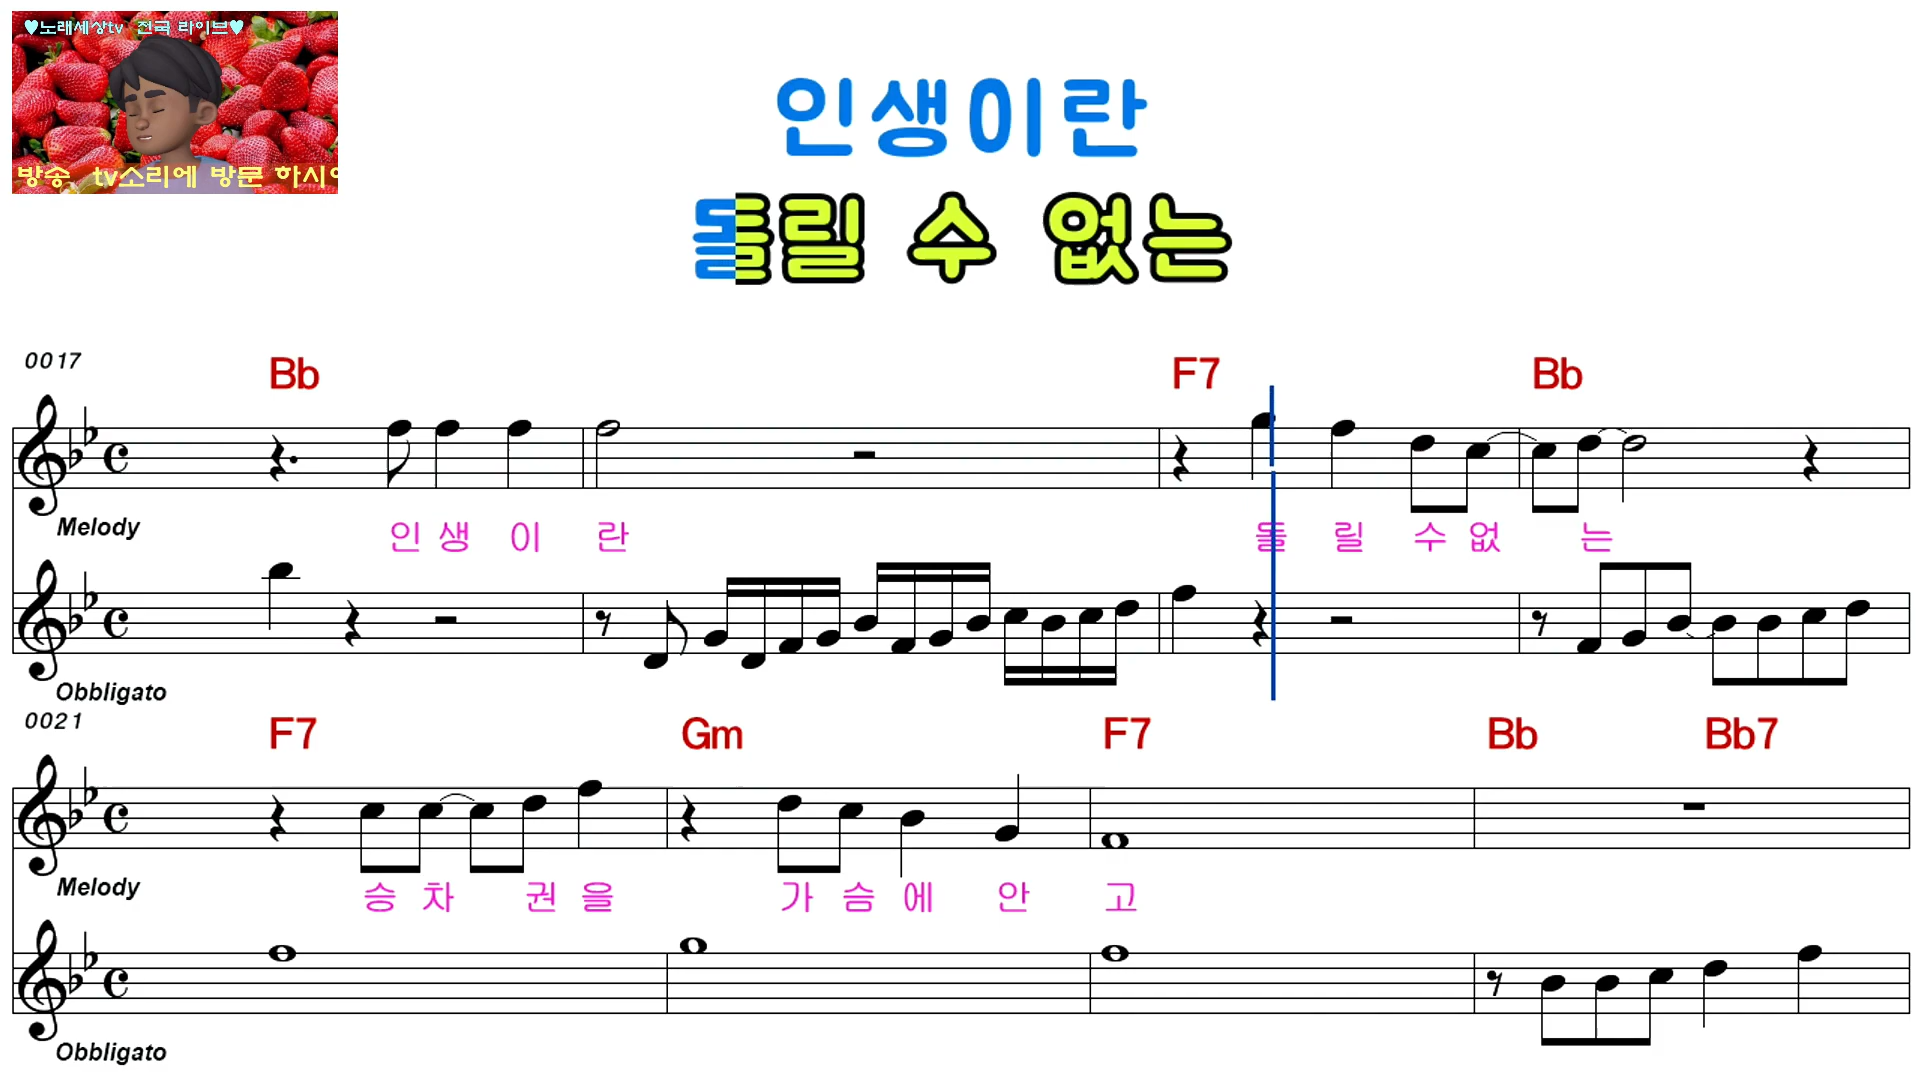 ♥노래세상tv 전국 라이브♥
방송 tv소리에 방문 하시
인생이란
돌릴 수 없는
0017
Bb F7 Bb
Melody
인 생 이 란 돌 릴 수 없 는
Obbligato
0021
F7 Gm F7 Bb Bb7
Melody
승 차 권 을 가 슴 에 안 고
Obbligato